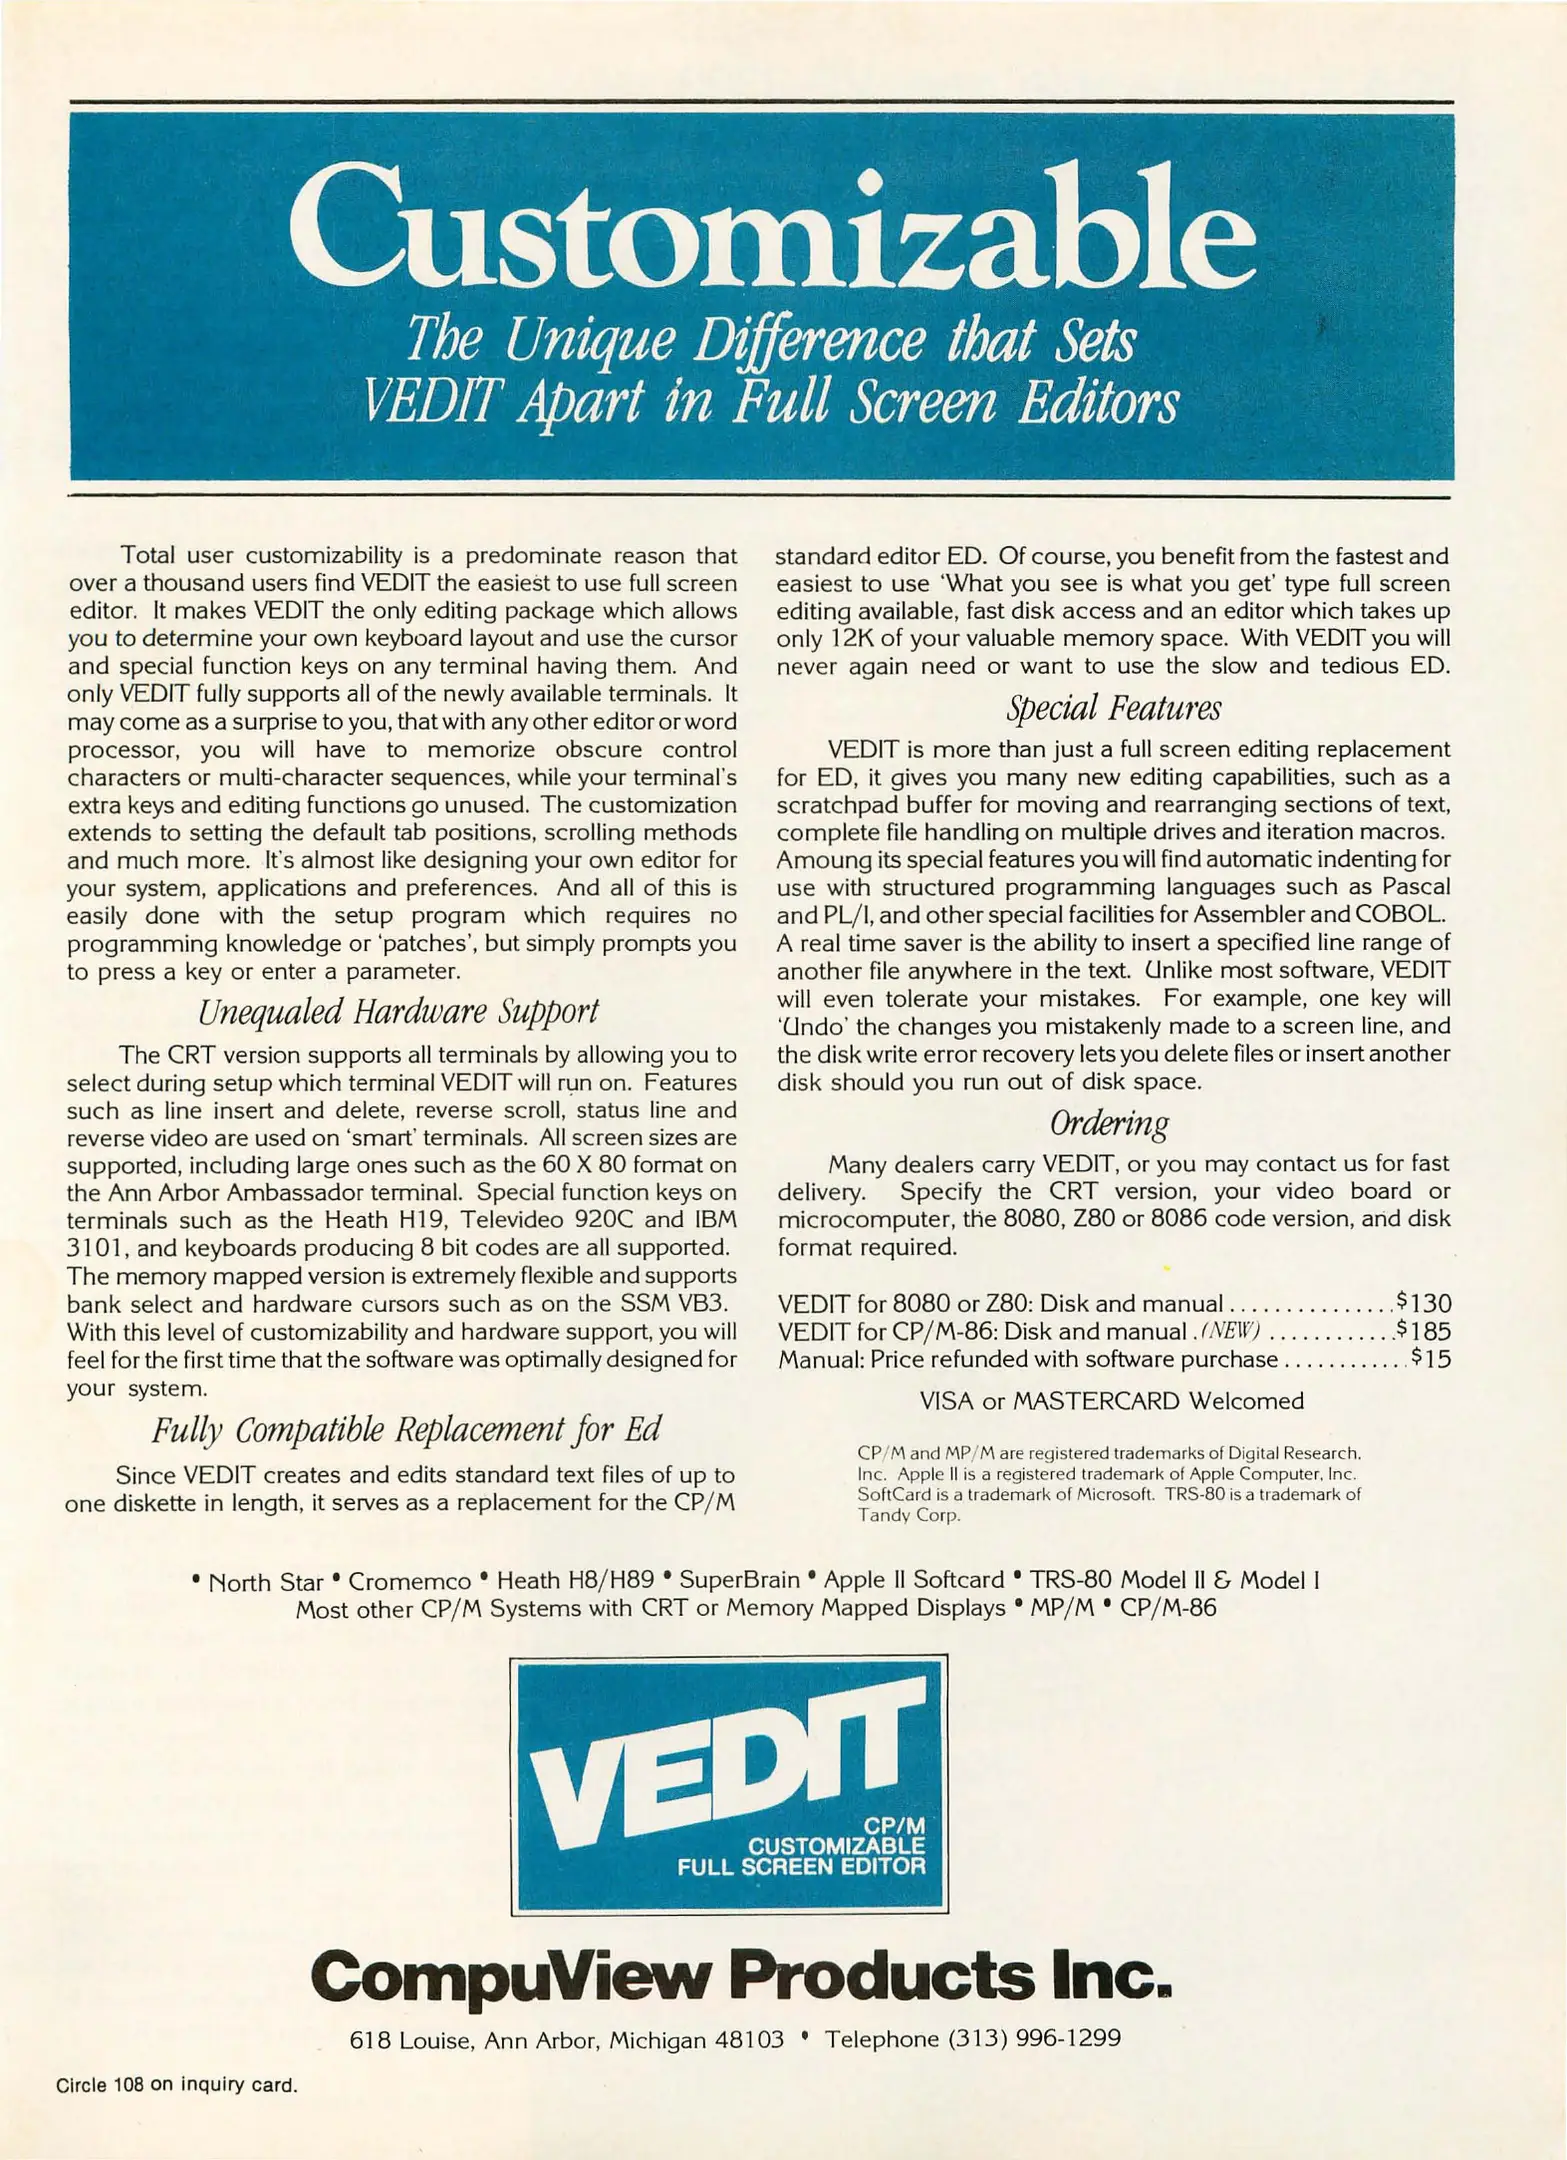 Customizable
The Unique Difference that Sets
VEDIT Apart in Full Screen Editors
Total user customizability is a predominate reason that
over a thousand users find VEDIT the easiest to use full screen
editor. It makes VEDIT the only editing package which allows
you to determine your own keyboard layout and use the cursor
and special function keys on any terminal having them. And
only VEDIT fully supports all of the newly available terminals. It
may come as a surprise to you, that with any other editor or word
processor, you will have to memorize obscure control
characters or multi-character sequences, while your terminal's
extra keys and editing functions go unused. The customization
extends to setting the default tab positions, scrolling methods
and much more. It's almost like designing your own editor for
your system, applications and preferences. And all of this is
easily done with the setup program which requires no
programming knowledge or 'patches', but simply prompts you
to press a key or enter a parameter.
Unequaled Hardware Support
The CRT version supports all terminals by allowing you to
select during setup which terminal VEDIT will run on. Features
such as line insert and delete, reverse scroll, status line and
reverse video are used on 'smart' terminals. All screen sizes are
supported, including large ones such as the 60 X 80 format on
the Ann Arbor Ambassador terminal. Special function keys on
terminals such as the Heath H19, Televideo 920C and IBM
3101, and keyboards producing 8 bit codes are all supported.
The memory mapped version is extremely flexible and supports
bank select and hardware cursors such as on the SSM VB3.
With this level of customizability and hardware support, you will
feel for the first time that the software was optimally designed for
your system.
Fully Compatible Replacement for Ed
Since VEDIT creates and edits standard text files of up to
one diskette in length, it serves as a replacement for the CP/M
standard editor ED. Of course, you benefit from the fastest and
easiest to use 'What you see is what you get' type full screen
editing available, fast disk access and an editor which takes up
only 12K of your valuable memory space. With VEDIT you will
never again need or want to use the slow and tedious ED.
Special Features
VEDIT is more than just a full screen editing replacement
for ED, it gives you many new editing capabilities, such as a
scratchpad buffer for moving and rearranging sections of text,
complete file handling on multiple drives and iteration macros.
Amoung its special features you will find automatic indenting for
use with structured programming languages such as Pascal
and PL/I, and other special facilities for Assembler and COBOL.
A real time saver is the ability to insert a specified line range of
another file anywhere in the text. Unlike most software, VEDIT
will even tolerate your mistakes. For example, one key will
'Undo' the changes you mistakenly made to a screen line, and
the disk write error recovery lets you delete files or insert another
disk should you run out of disk space.
Ordering
Many dealers carry VEDIT, or you may contact us for fast
delivery. Specify the CRT version, your video board or
microcomputer, the 8080, Z80 or 8086 code version, and disk
format required.
VEDIT for 8080 or Z80: Disk and manual ............... $130
VEDIT for CP/M-86: Disk and manual . (NEW) ............ $185
Manual: Price refunded with software purchase ............ $15
VISA or MASTERCARD Welcomed
CP/M and MP/M are registered trademarks of Digital Research,
Inc. Apple II is a registered trademark of Apple Computer, Inc.
SoftCard is a trademark of Microsoft. TRS-80 is a trademark of
Tandy Corp.
• North Star • Cromemco • Heath H8/H89 • SuperBrain • Apple II Softcard • TRS-80 Model II & Model I
Most other CP/M Systems with CRT or Memory Mapped Displays • MP/M • CP/M-86
VEDIT
CP/M
CUSTOMIZABLE
FULL SCREEN EDITOR
CompuView Products Inc.
618 Louise, Ann Arbor, Michigan 48103 • Telephone (313) 996-1299
Circle 108 on inquiry card.